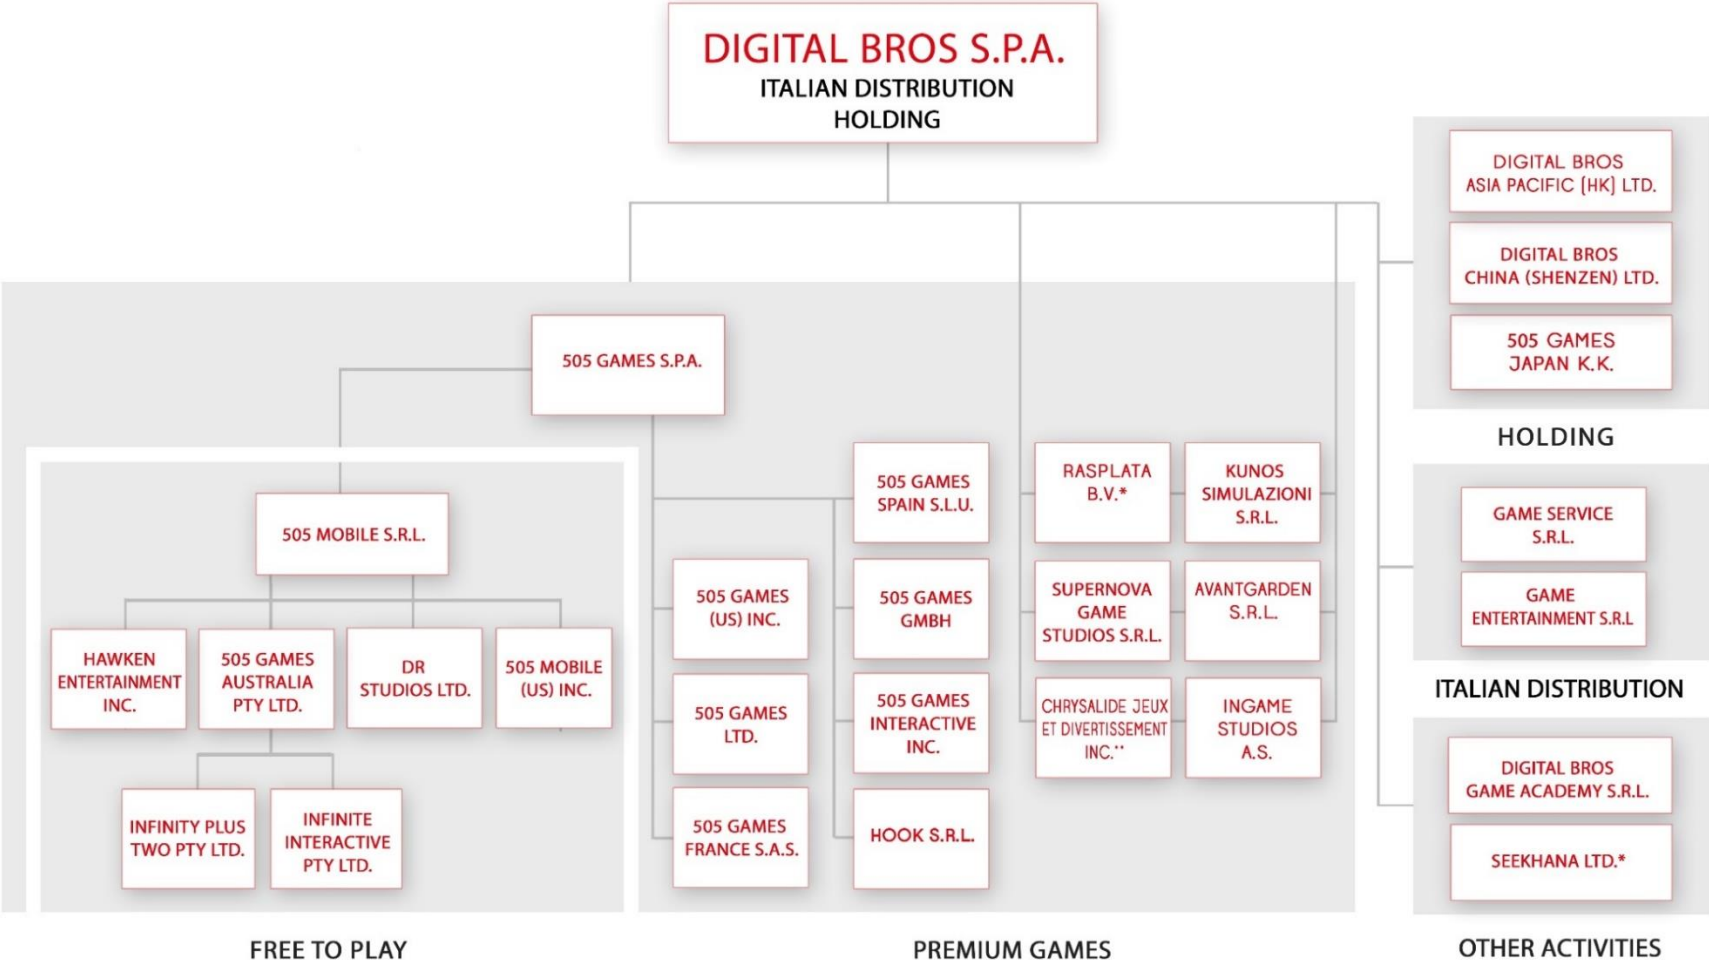 DIGITAL BROS S.P.A.
ITALIAN DISTRIBUTION
HOLDING
505 GAMES S.P.A.
505 MOBILE S.R.L.
HAWKEN
ENTERTAINMENT
INC.
505 GAMES
AUSTRALIA
PTY LTD.
DR
STUDIOS LTD.
505 MOBILE
(US) INC.
INFINITY PLUS
TWO PTY LTD.
INFINITE
INTERACTIVE
PTY LTD.
FREE TO PLAY
505 GAMES
(US) INC.
505 GAMES
LTD.
505 GAMES
FRANCE S.A.S.
505 GAMES
SPAIN S.L.U.
505 GAMES
GMBH
505 GAMES
INTERACTIVE
INC.
HOOK S.R.L.
RASPLATA
B.V.*
SUPERNOVA
GAME
STUDIOS S.R.L.
CHRYSALIDE JEUX
ET DIVERTISSEMENT
INC.**
KUNOS
SIMULAZIONI
S.R.L.
AVANTGARDEN
S.R.L.
INGAME
STUDIOS
A.S.
PREMIUM GAMES
DIGITAL BROS
ASIA PACIFIC (HK) LTD.
DIGITAL BROS
CHINA (SHENZEN) LTD.
505 GAMES
JAPAN K.K.
HOLDING
GAME SERVICE
S.R.L.
GAME
ENTERTAINMENT S.R.L
ITALIAN DISTRIBUTION
DIGITAL BROS
GAME ACADEMY S.R.L.
SEEKHANA LTD.*
OTHER ACTIVITIES